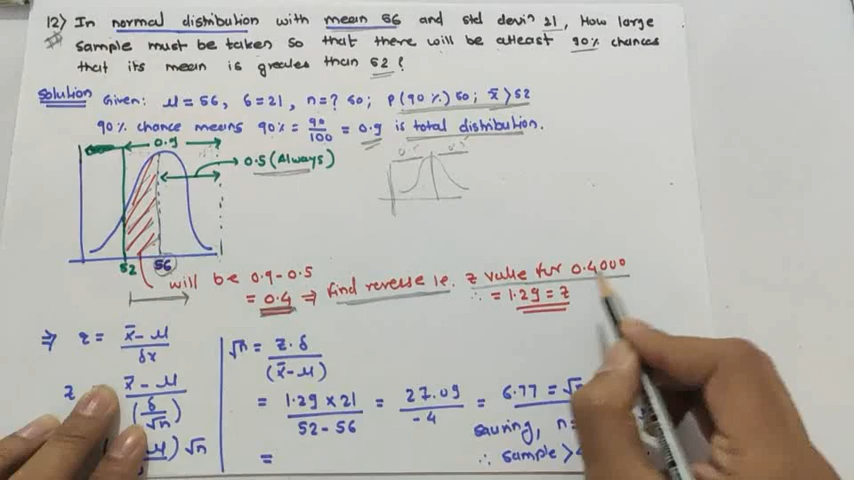 12) In normal distribution with mean 56 and std devin 21, How large
sample must be taken so that there will be atleast 90% chances
that its mean is greater than 52?
Solution Given: μ=56, σ=21, n=? so; P(90%) so; x̄>52
90% chance means 90% = 90/100 = 0.9 is total distribution.
0.9
0.5 (Always)
52 56
will be 0.9-0.5
= 0.4 ⇒ find reverse i.e. z value for 0.4000
∴ = 1.29 = z
⇒ z = x̄-μ/σx
z x̄-μ/(σ/√n)
μ) √n
√n = z.σ/(x̄-μ)
= 1.29×21/52-56 = 27.09/-4 = 6.77 = √n
=
n=
∴ sample >